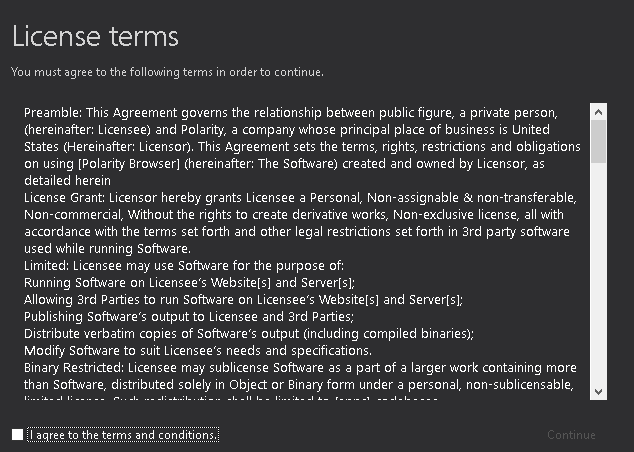 License terms
You must agree to the following terms in order to continue.
Preamble: This Agreement governs the relationship between public figure, a private person,
(hereinafter: Licensee) and Polarity, a company whose principal place of business is United
States (Hereinafter: Licensor). This Agreement sets the terms, rights, restrictions and obligations
on using [Polarity Browser] (hereinafter: The Software) created and owned by Licensor, as
detailed herein
License Grant: Licensor hereby grants Licensee a Personal, Non-assignable & non-transferable,
Non-commercial, Without the rights to create derivative works, Non-exclusive license, all with
accordance with the terms set forth and other legal restrictions set forth in 3rd party software
used while running Software.
Limited: Licensee may use Software for the purpose of:
Running Software on Licensee's Website[s] and Server[s];
Allowing 3rd Parties to run Software on Licensee's Website[s] and Server[s];
Publishing Software's output to Licensee and 3rd Parties;
Distribute verbatim copies of Software's output (including compiled binaries);
Modify Software to suit Licensee's needs and specifications.
Binary Restricted: Licensee may sublicense Software as a part of a larger work containing more
than Software, distributed solely in Object or Binary form under a personal, non-sublicensable,
limited license. Such redistribution shall be limited to
I agree to the terms and conditions.
Continue